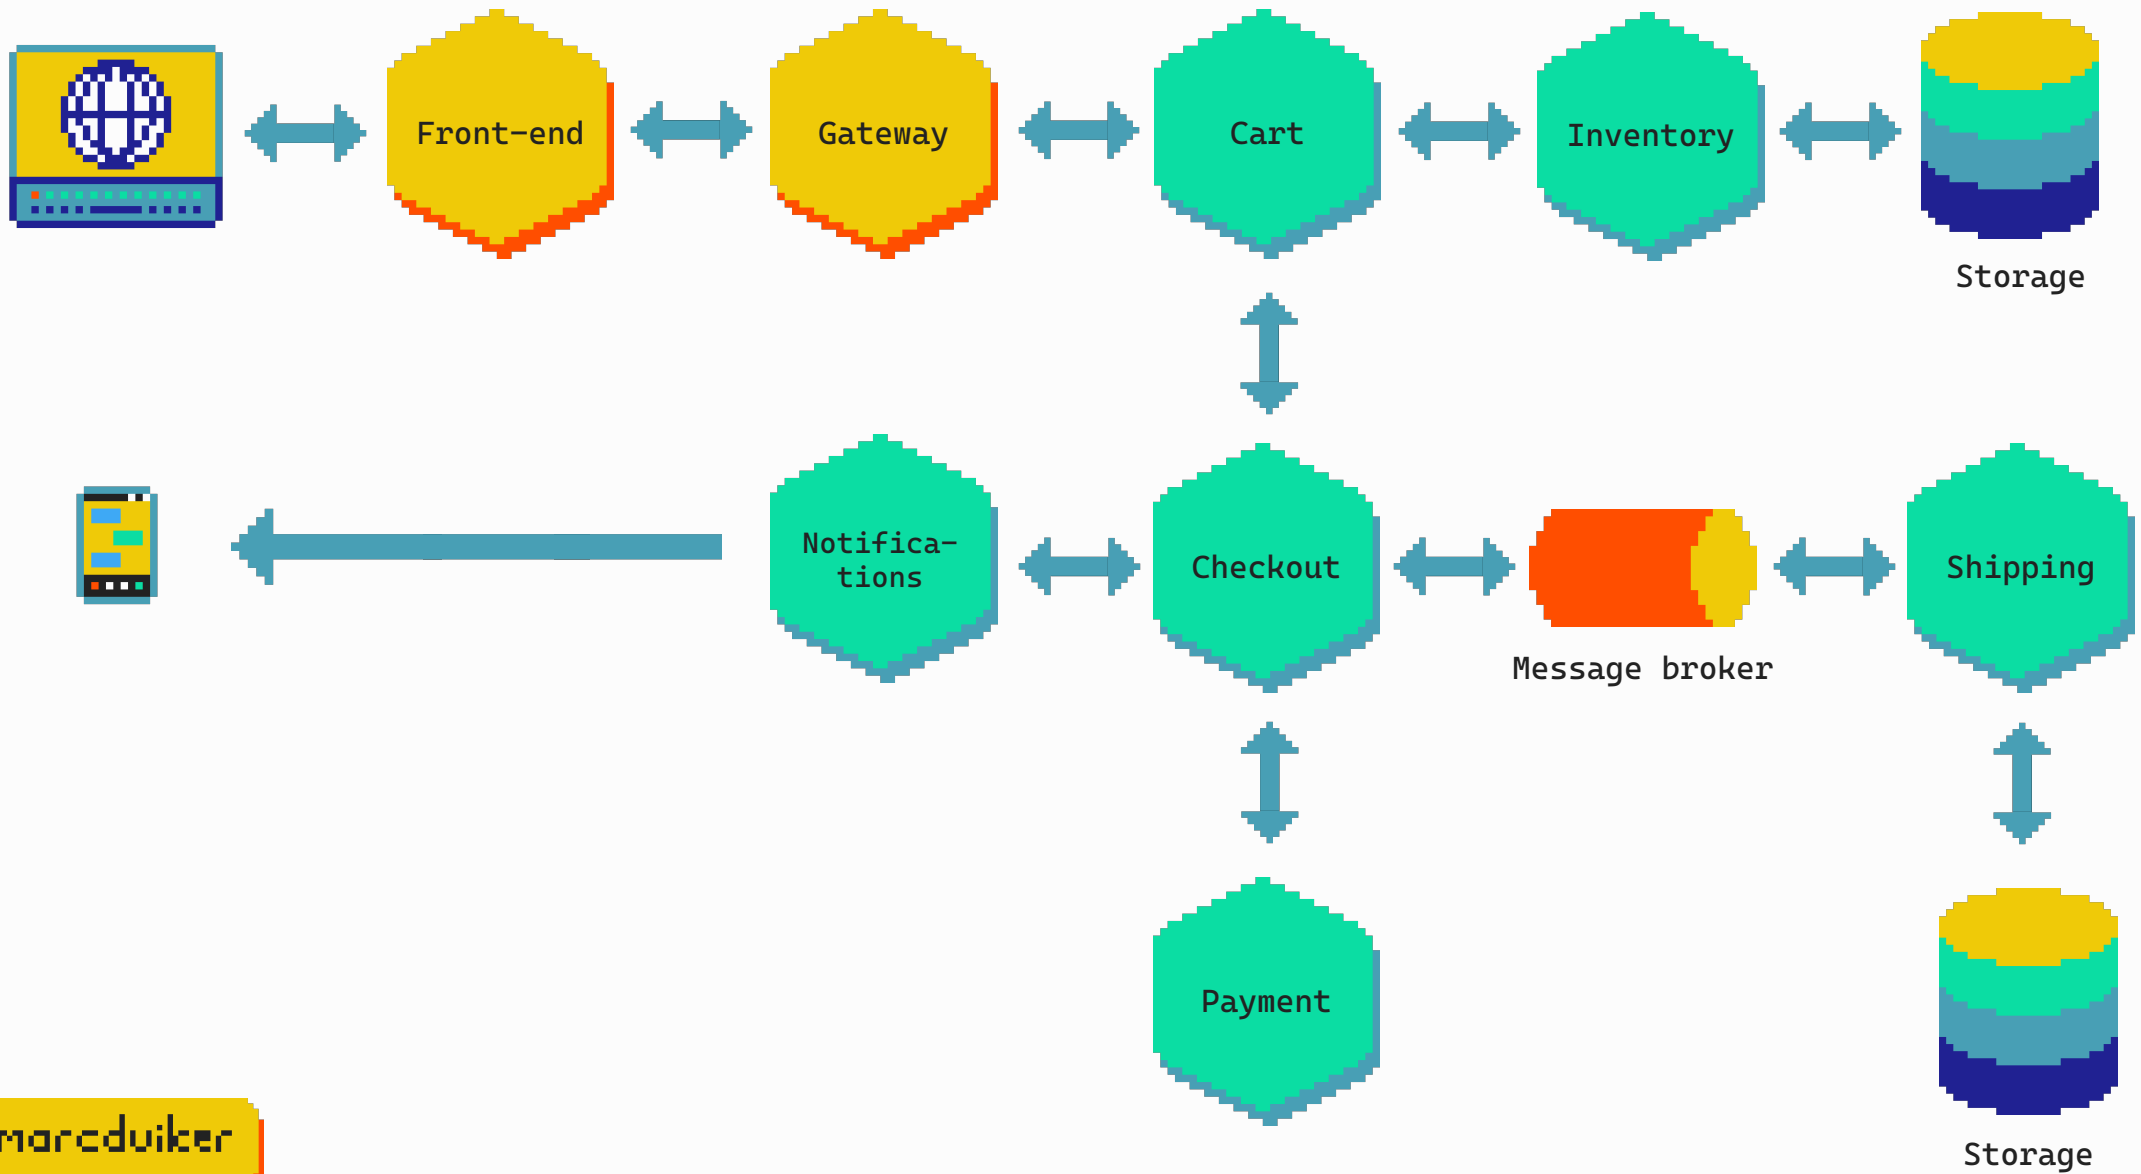 Front-end
Gateway
Cart
Inventory
Storage
Notifica-
tions
Checkout
Message broker
Shipping
Payment
Storage
marcduiker